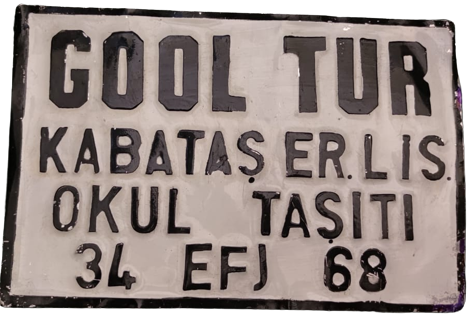 GOOL TUR
KABATAŞ ER.LİS.
OKUL TAŞITI
34 EFJ 68